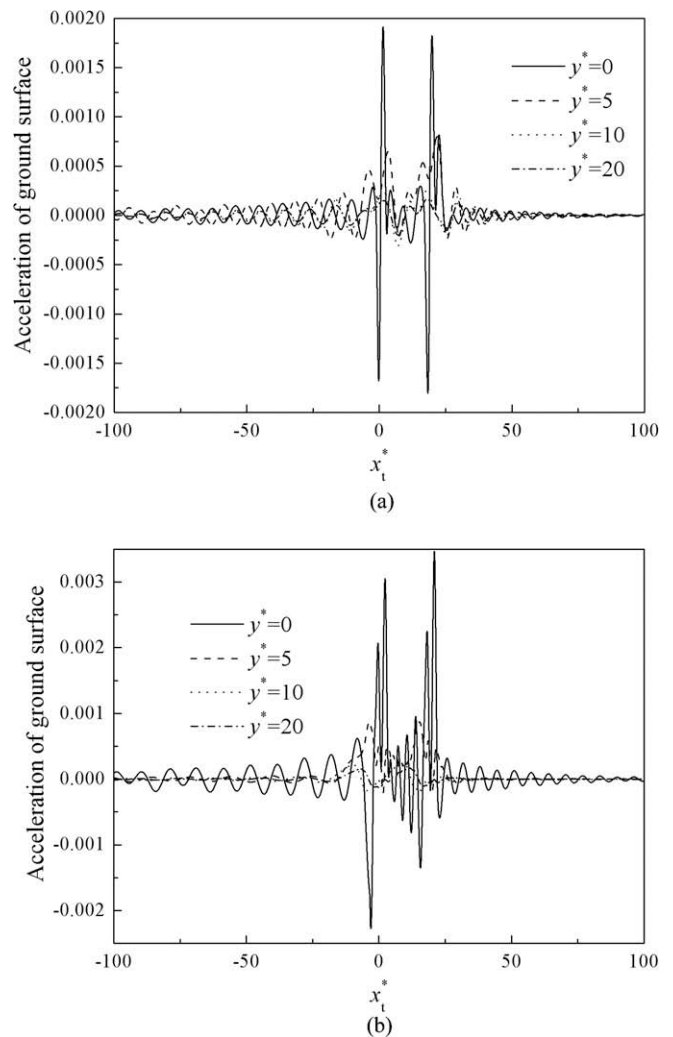 0.0020
0.0015
0.0010
0.0005
0.0000
-0.0005
-0.0010
-0.0015
-0.0020
Acceleration of ground surface
y*=0
y*=5
y*=10
y*=20
-100 -50 0 50 100
x*t
(a)
0.003
0.002
0.001
0.000
-0.001
-0.002
Acceleration of ground surface
y*=0
y*=5
y*=10
y*=20
-100 -50 0 50 100
x*t
(b)